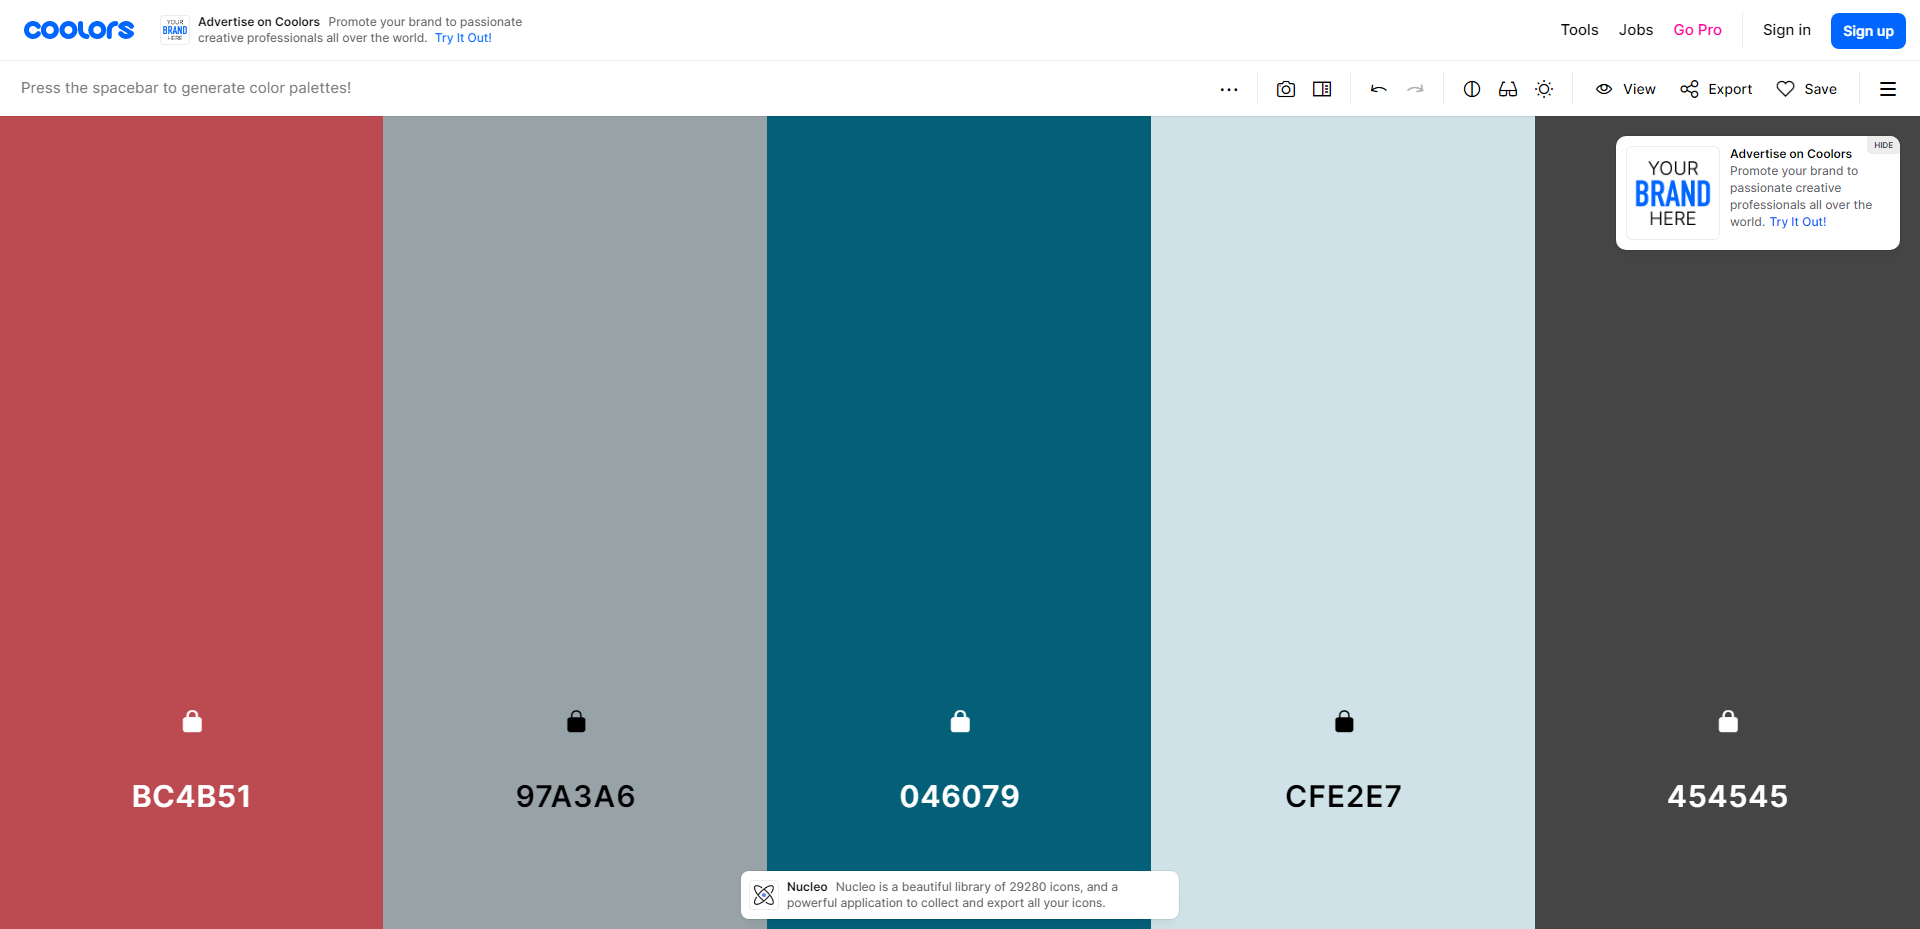 coolors
YOUR
BRAND
HERE
Advertise on Coolors Promote your brand to passionate
creative professionals all over the world. Try It Out!
Tools Jobs Go Pro Sign in Sign up
Press the spacebar to generate color palettes!
View Export Save
HIDE
YOUR
BRAND
HERE
Advertise on Coolors
Promote your brand to
passionate creative
professionals all over the
world. Try It Out!
BC4B51
97A3A6
046079
CFE2E7
454545
Nucleo Nucleo is a beautiful library of 29280 icons, and a
powerful application to collect and export all your icons.